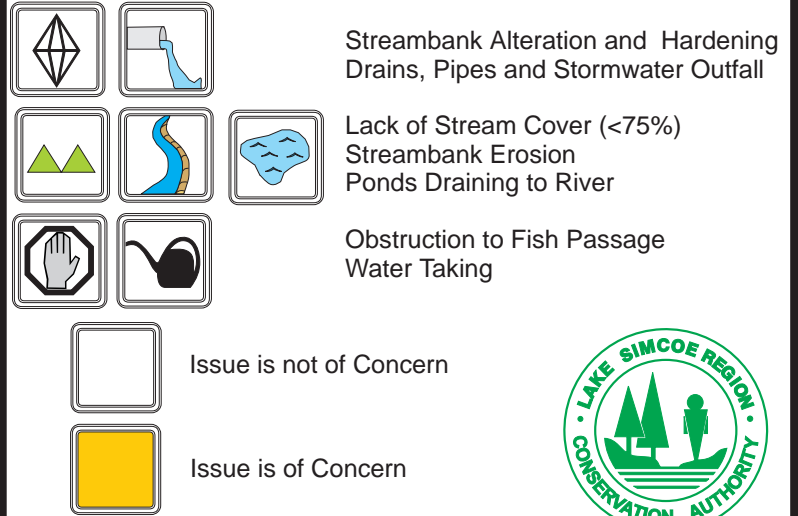 Streambank Alteration and Hardening
Drains, Pipes and Stormwater Outfall
Lack of Stream Cover (<75%)
Streambank Erosion
Ponds Draining to River
Obstruction to Fish Passage
Water Taking
Issue is not of Concern
Issue is of Concern
• LAKE SIMCOE REGION •
CONSERVATION AUTHORITY